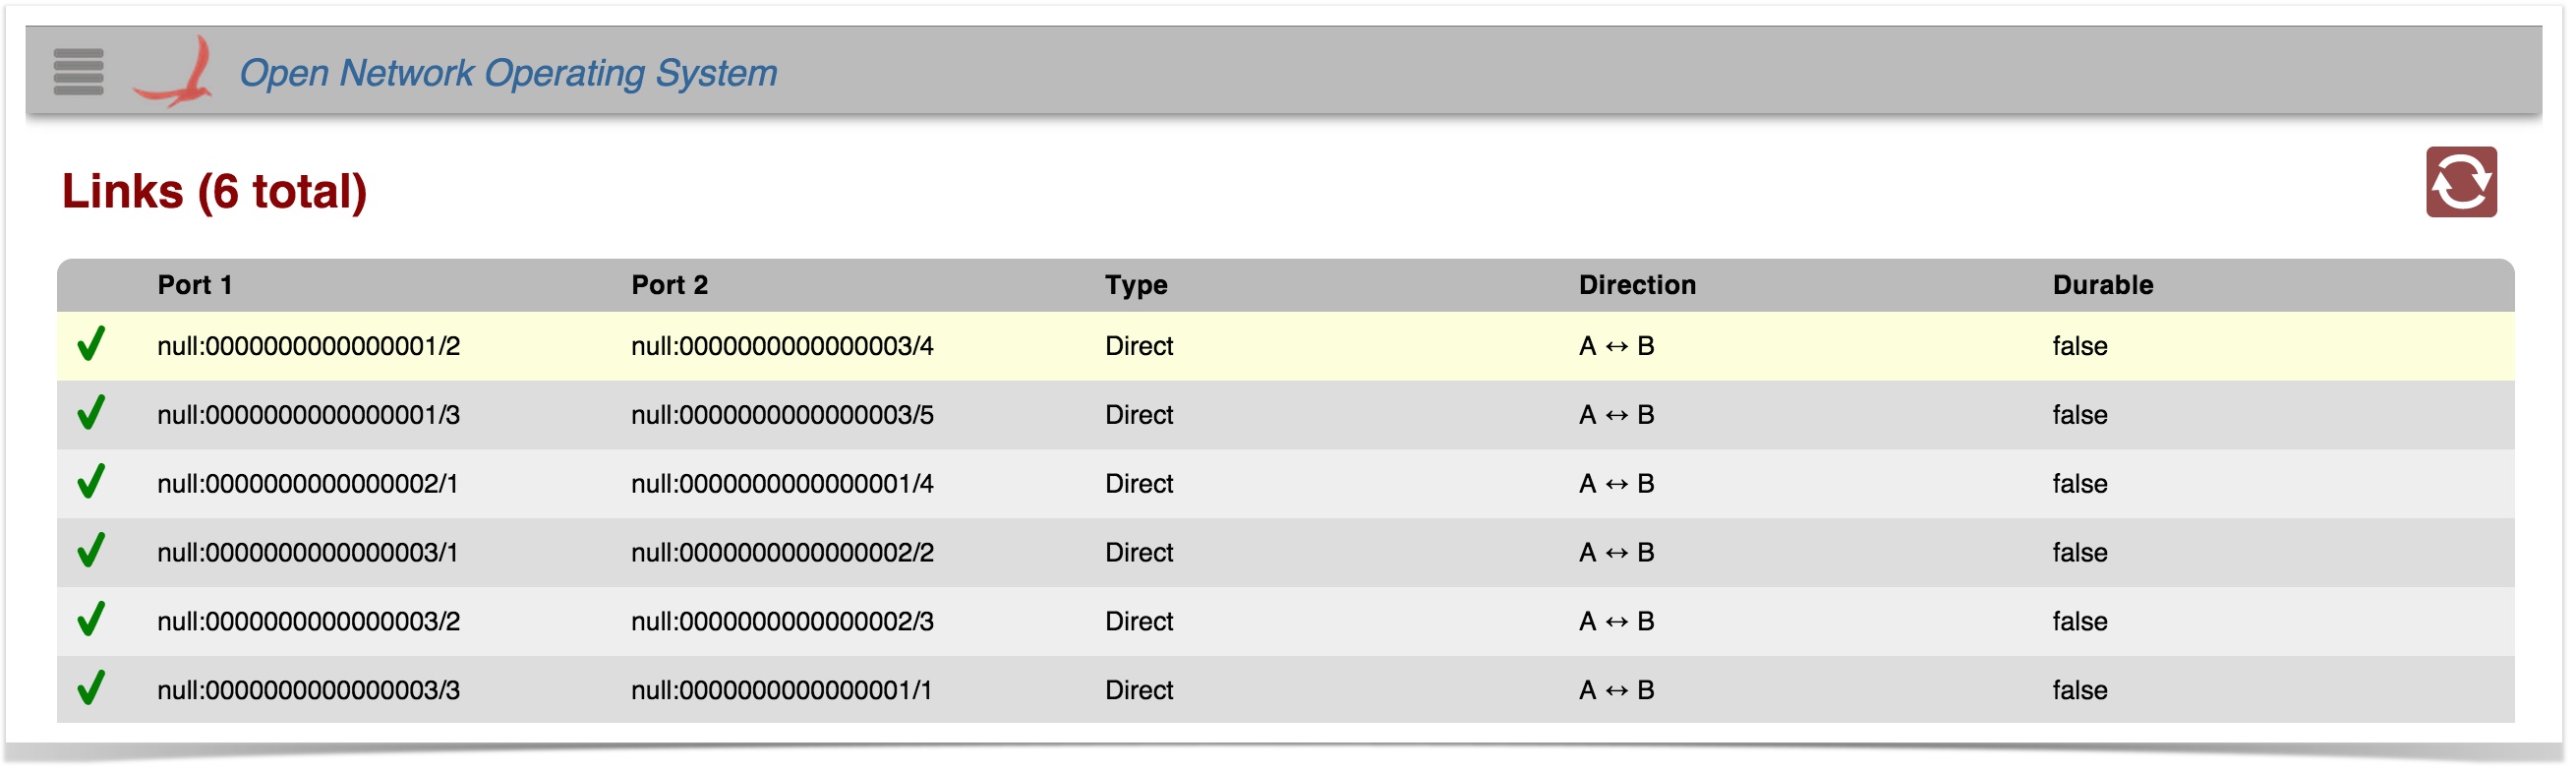 Open Network Operating System
Links (6 total)
Port 1 Port 2 Type Direction Durable
null:0000000000000001/2 null:0000000000000003/4 Direct A ↔ B false
null:0000000000000001/3 null:0000000000000003/5 Direct A ↔ B false
null:0000000000000002/1 null:0000000000000001/4 Direct A ↔ B false
null:0000000000000003/1 null:0000000000000002/2 Direct A ↔ B false
null:0000000000000003/2 null:0000000000000002/3 Direct A ↔ B false
null:0000000000000003/3 null:0000000000000001/1 Direct A ↔ B false